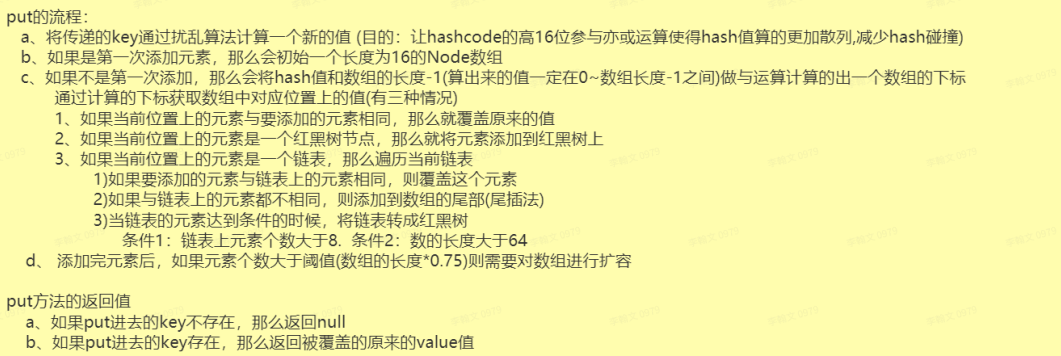 put的流程：
a、将传递的key通过扰乱算法计算一个新的值 (目的：让hashcode的高16位参与亦或运算使得hash值算的更加散列,减少hash碰撞)
b、如果是第一次添加元素，那么会初始一个长度为16的Node数组
c、如果不是第一次添加，那么会将hash值和数组的长度-1(算出来的值一定在0~数组长度-1之间)做与运算计算的出一个数组的下标
通过计算的下标获取数组中对应位置上的值(有三种情况)
1、如果当前位置上的元素与要添加的元素相同，那么就覆盖原来的值
2、如果当前位置上的元素是一个红黑树节点，那么就将元素添加到红黑树上
3、如果当前位置上的元素是一个链表，那么遍历当前链表
1)如果要添加的元素与链表上的元素相同，则覆盖这个元素
2)如果与链表上的元素都不相同，则添加到数组的尾部(尾插法)
3)当链表的元素达到条件的时候，将链表转成红黑树
条件1：链表上元素个数大于8. 条件2：数的长度大于64
d、 添加完元素后，如果元素个数大于阈值(数组的长度*0.75)则需要对数组进行扩容
put方法的返回值
a、如果put进去的key不存在，那么返回null
b、如果put进去的key存在，那么返回被覆盖的原来的value值